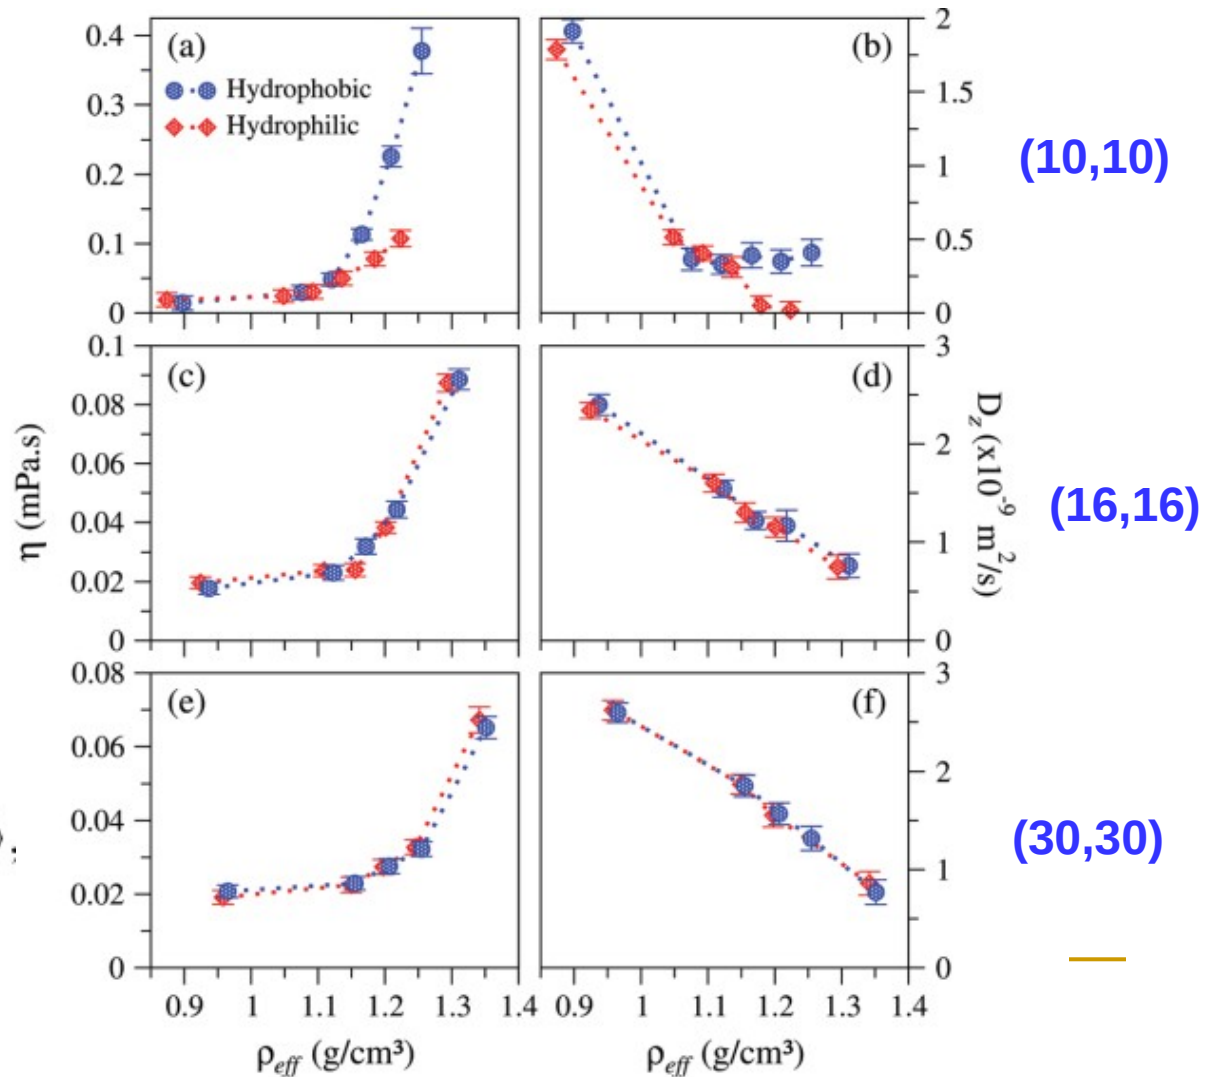 (a)
Hydrophobic
Hydrophilic
0.4
0.3
0.2
0.1
0
(b)
2
1.5
1
0.5
0
(10,10)
(c)
0.1
0.08
0.06
0.04
0.02
0
(d)
3
2
1
0
(16,16)
η (mPa.s)
D_z (x10⁻⁹ m²/s)
(e)
0.08
0.06
0.04
0.02
0
(f)
3
2
1
0
(30,30)
0.9 1 1.1 1.2 1.3 1.4
0.9 1 1.1 1.2 1.3 1.4
ρeff (g/cm³)
ρeff (g/cm³)